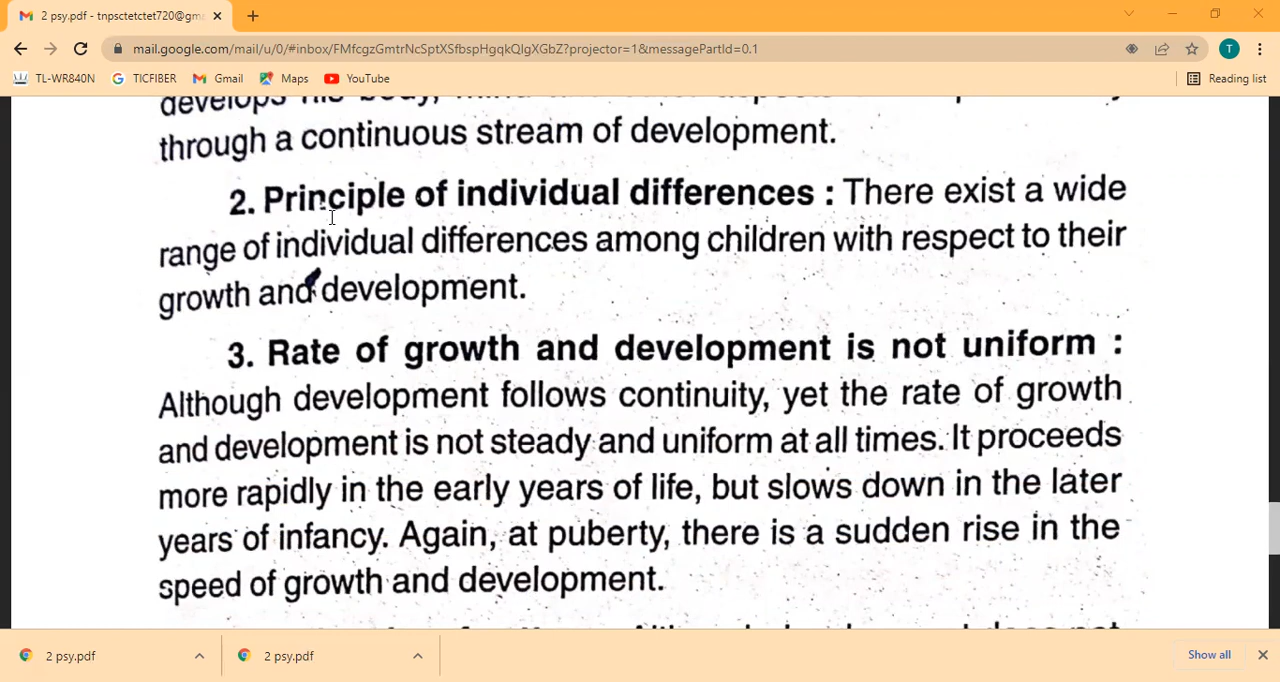 2 psy.pdf - tnpsctetctet720@gm
mail.google.com/mail/u/0/#inbox/FMfcgzGmtrNcSptXSfbspHgqkQlgXGbZ?projector=1&messagePartId=0.1
TL-WR840N TICFIBER Gmail Maps YouTube Reading list
develops his body, mind
through a continuous stream of development.
2. Principle of individual differences : There exist a wide
range of individual differences among children with respect to their
growth and development.
3. Rate of growth and development is not uniform :
Although development follows continuity, yet the rate of growth
and development is not steady and uniform at all times. It proceeds
more rapidly in the early years of life, but slows down in the later
years of infancy. Again, at puberty, there is a sudden rise in the
speed of growth and development.
2 psy.pdf 2 psy.pdf Show all